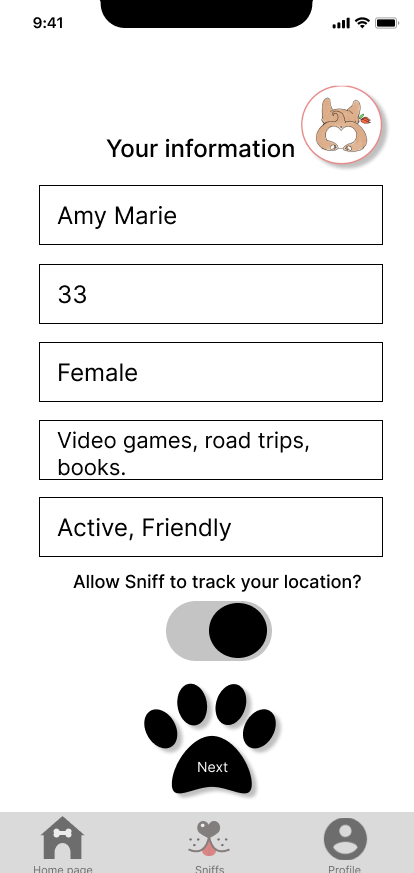 9:41
Your information
Amy Marie
33
Female
Video games, road trips,
books.
Active, Friendly
Allow Sniff to track your location?
Next
Home page
Sniffs
Profile